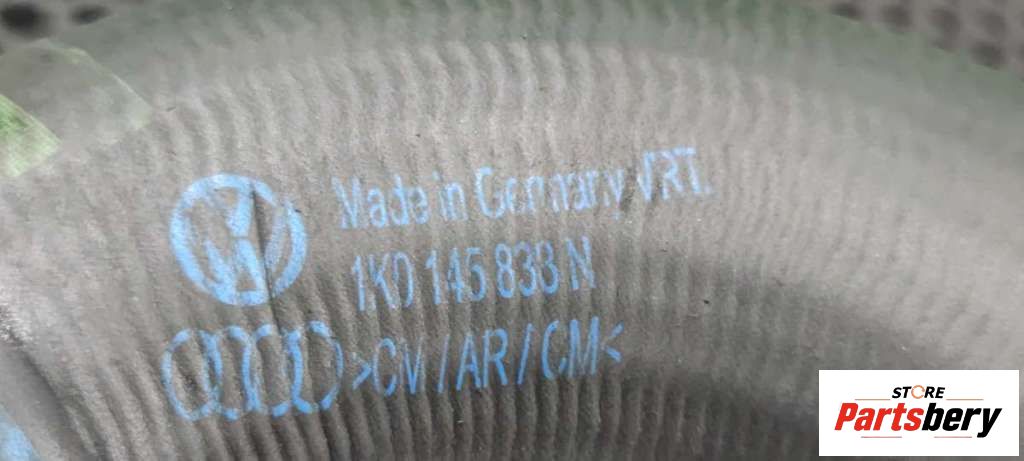 Made in Germany VRT.
1K0 145 838 N
>CM/AR/CM<
STORE
Partsbery